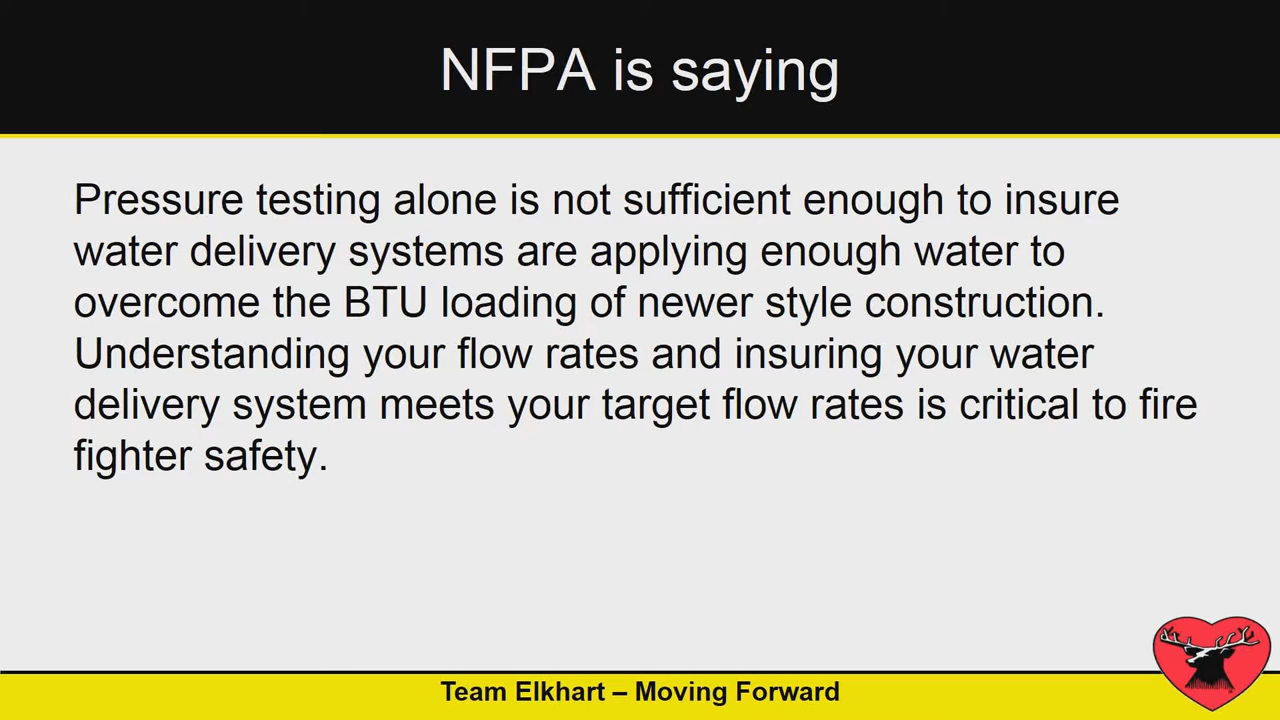 NFPA is saying
Pressure testing alone is not sufficient enough to insure
water delivery systems are applying enough water to
overcome the BTU loading of newer style construction.
Understanding your flow rates and insuring your water
delivery system meets your target flow rates is critical to fire
fighter safety.
Team Elkhart – Moving Forward